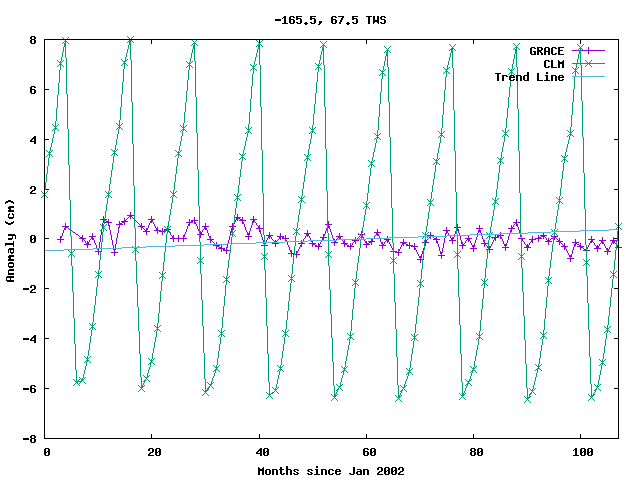 -165.5, 67.5 TWS
GRACE
CLM
Trend Line
8
6
4
2
0
-2
-4
-6
-8
Anomaly (cm)
0 20 40 60 80 100
Months since Jan 2002